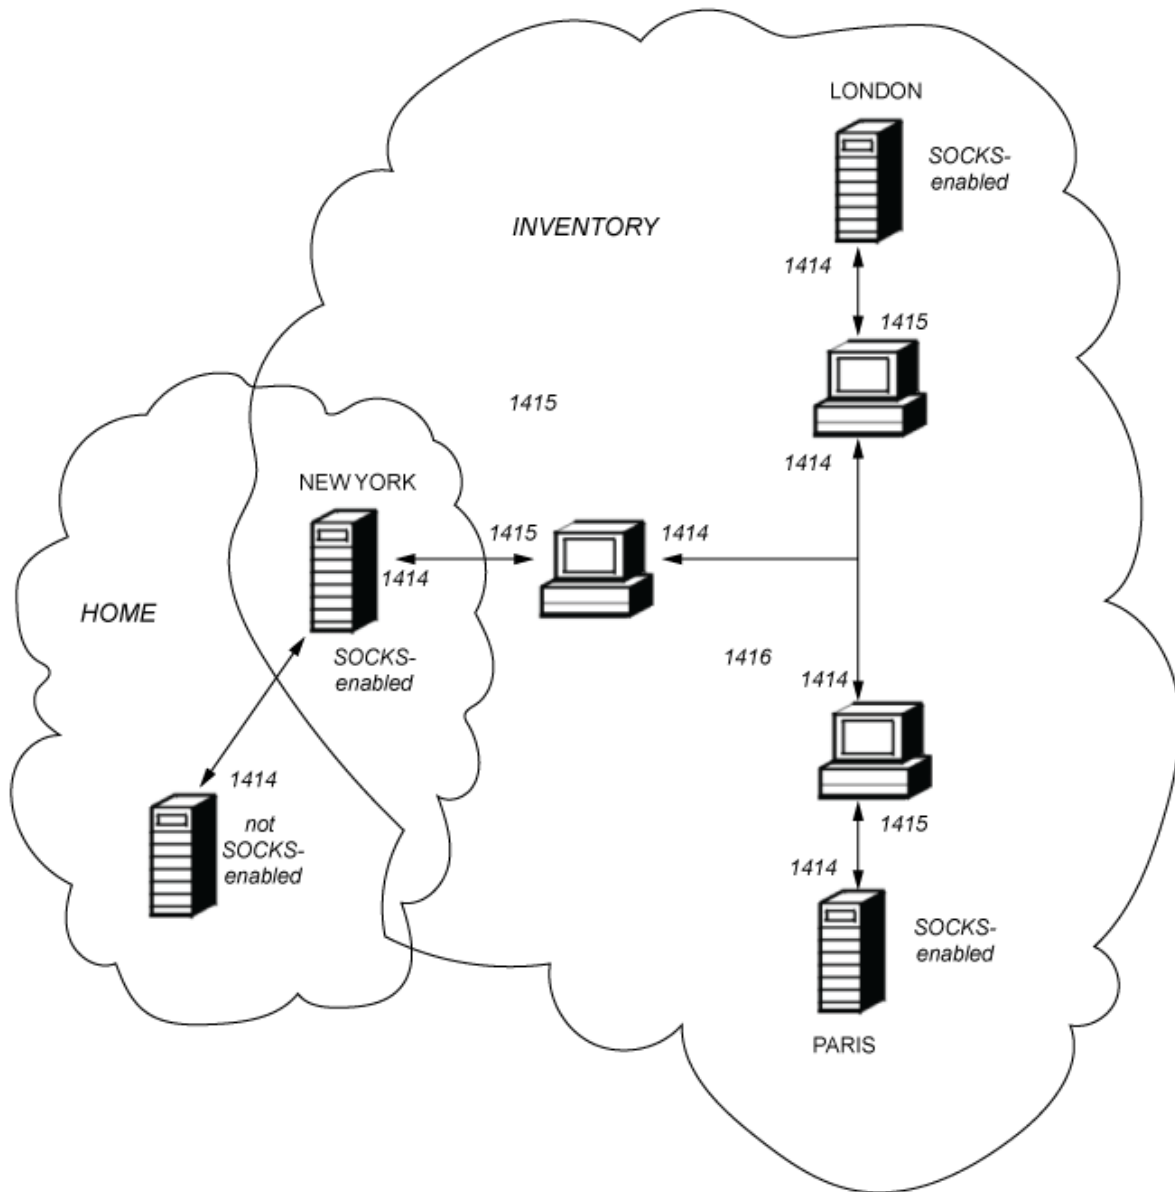 LONDON
SOCKS-
enabled
INVENTORY
1414
1415
1415
1414
NEW YORK
1415
1414
1414
HOME
SOCKS-
enabled
1416
1414
1414
not
SOCKS-
enabled
1415
1414
SOCKS-
enabled
PARIS